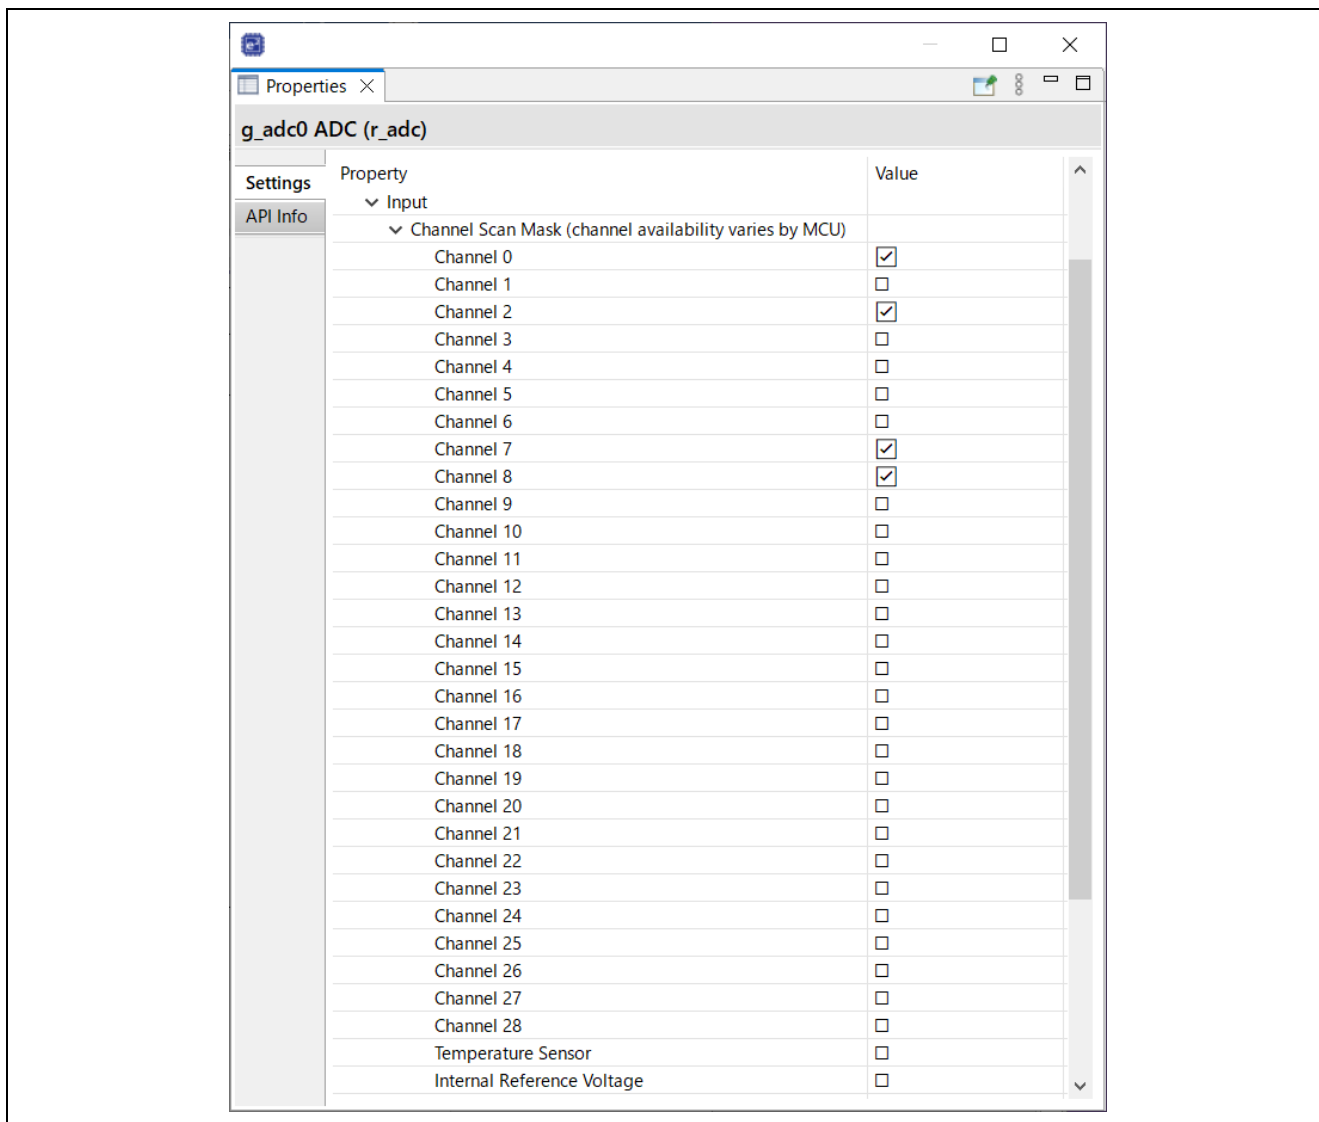 Properties
g_adc0 ADC (r_adc)
Settings
API Info
Property Value
Input
Channel Scan Mask (channel availability varies by MCU)
Channel 0
Channel 1
Channel 2
Channel 3
Channel 4
Channel 5
Channel 6
Channel 7
Channel 8
Channel 9
Channel 10
Channel 11
Channel 12
Channel 13
Channel 14
Channel 15
Channel 16
Channel 17
Channel 18
Channel 19
Channel 20
Channel 21
Channel 22
Channel 23
Channel 24
Channel 25
Channel 26
Channel 27
Channel 28
Temperature Sensor
Internal Reference Voltage